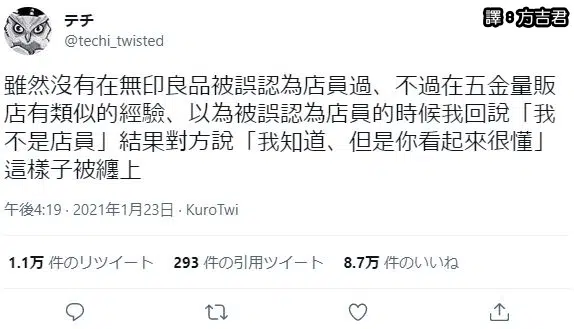 テチ
@techi_twisted
譯:方吉君
雖然沒有在無印良品被誤認為店員過、不過在五金量販
店有類似的經驗、以為被誤認為店員的時候我回說「我
不是店員」結果對方說「我知道、但是你看起來很懂」
這樣子被纏上
午後4:19 · 2021年1月23日 · KuroTwi
1.1万 件のリツイート 293 件の引用ツイート 8.7万 件のいいね